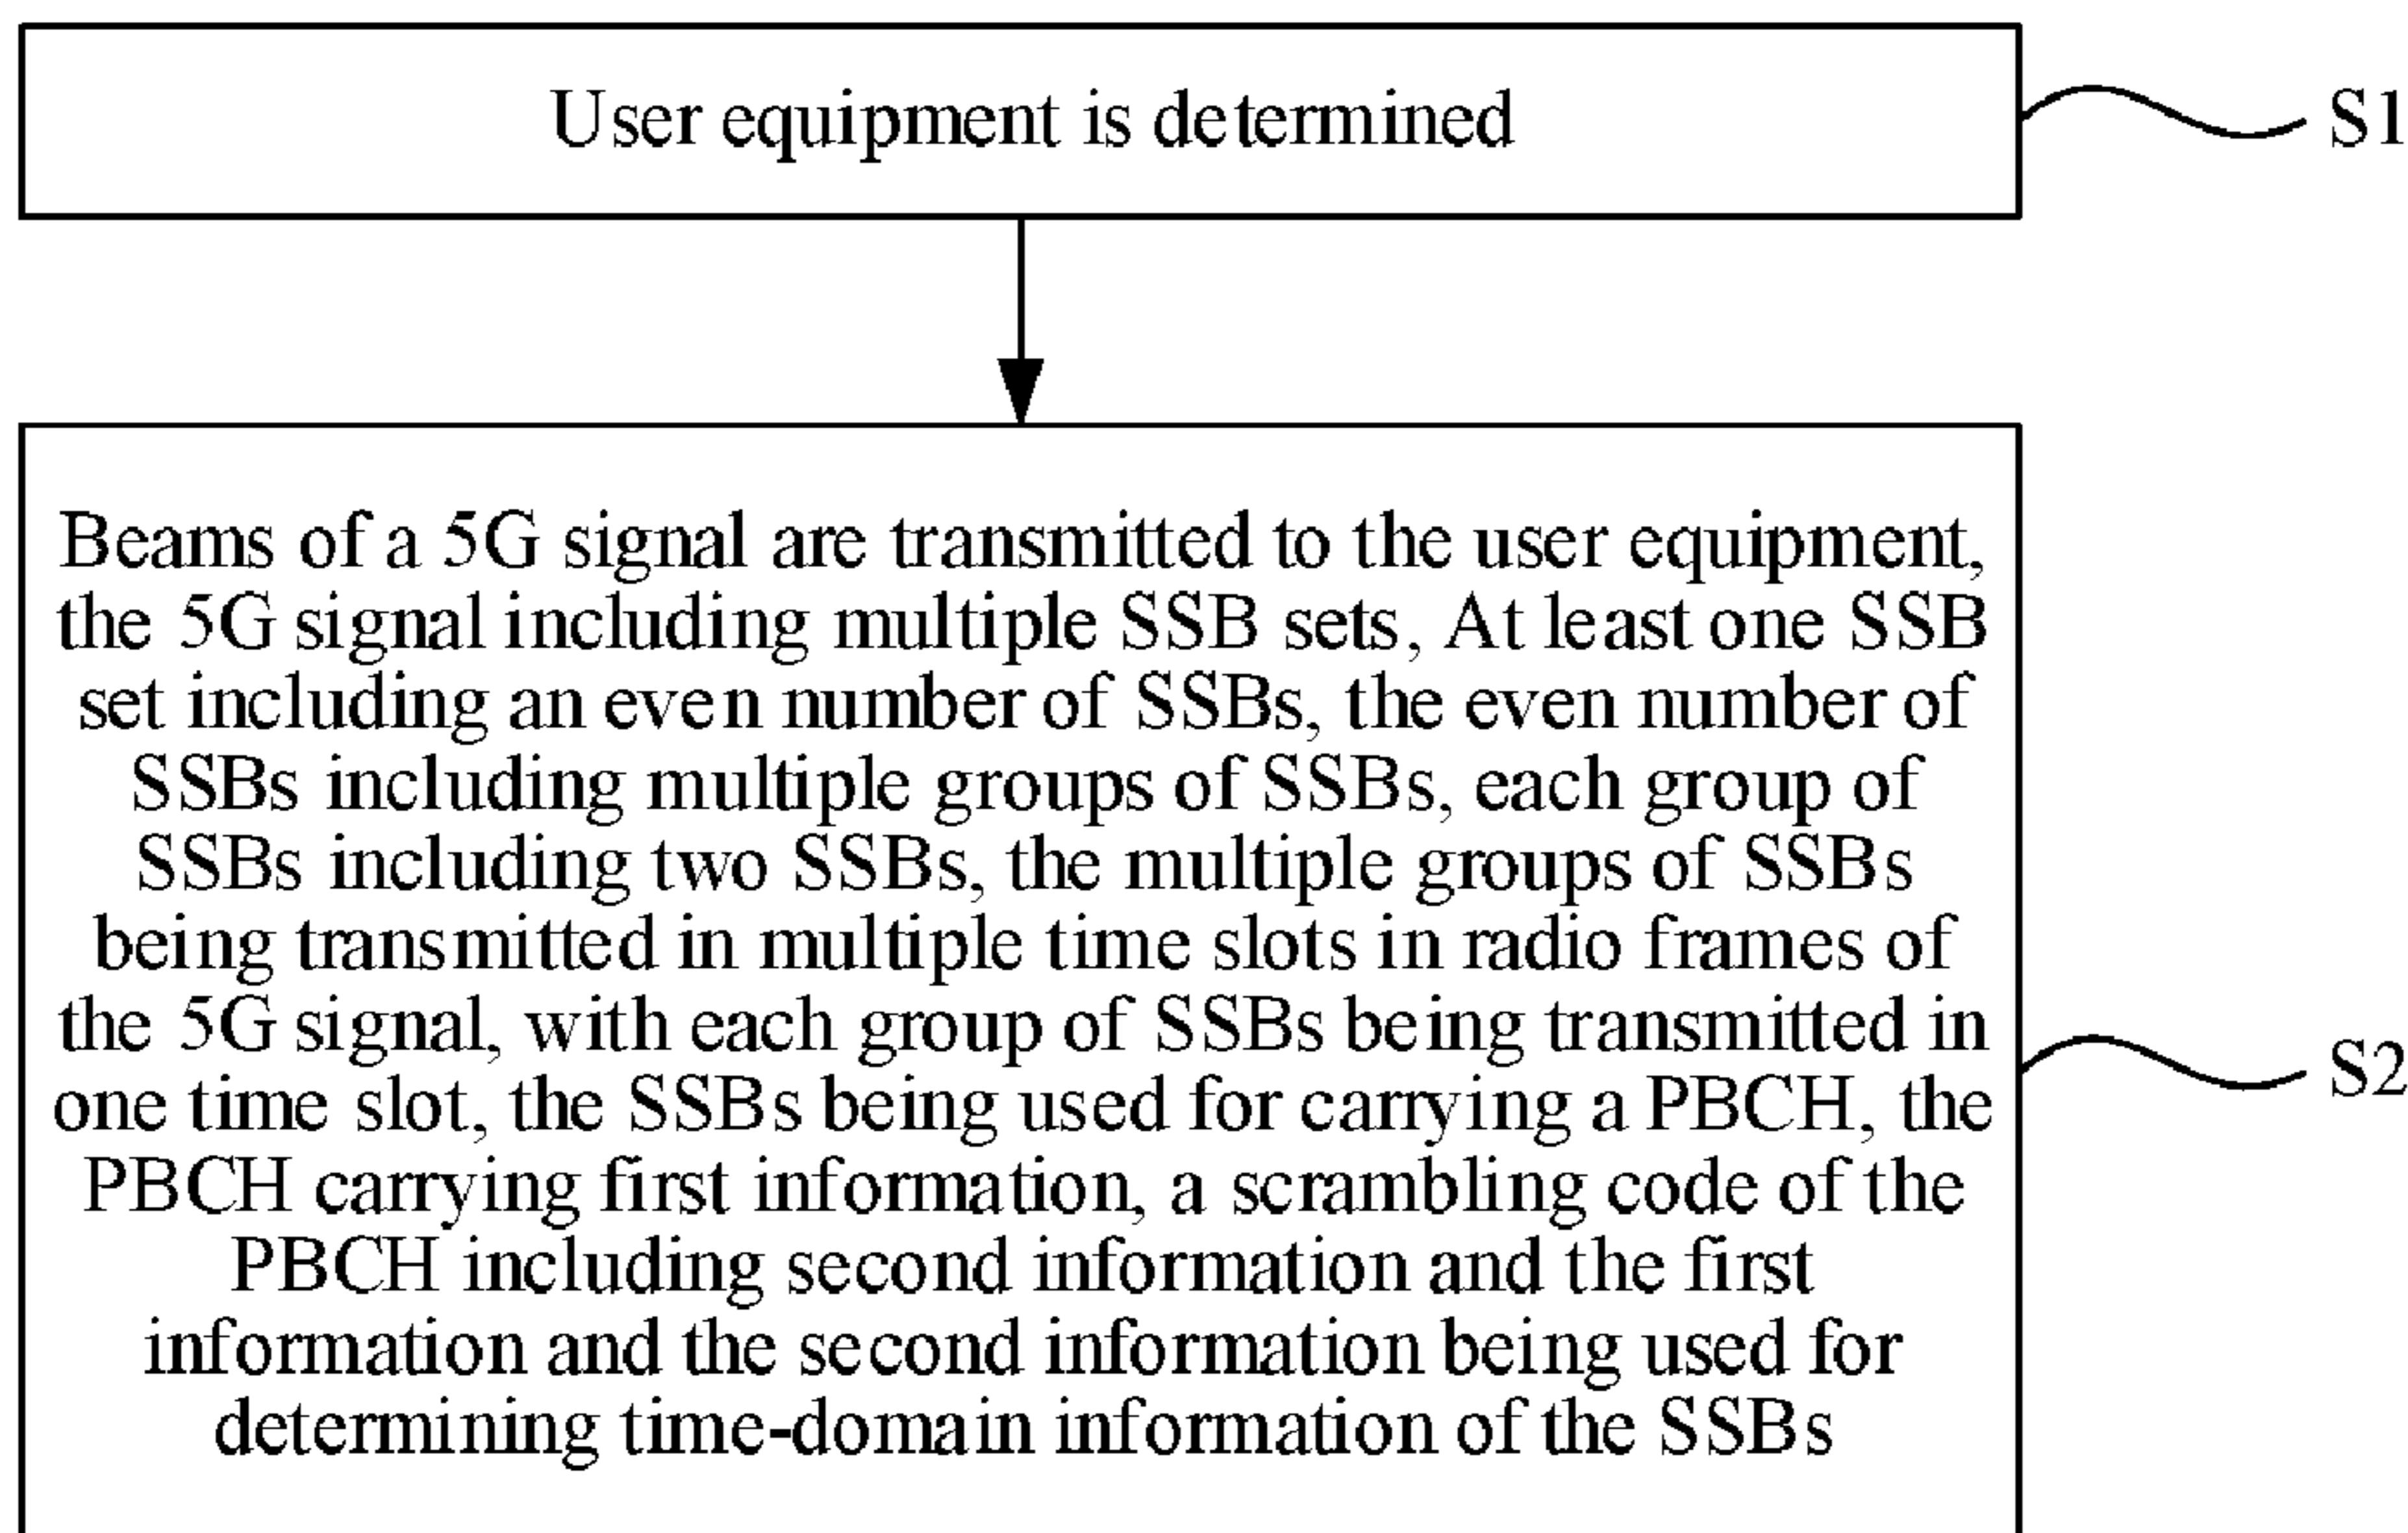 User equipment is determined
S1
Beams of a 5G signal are transmitted to the user equipment,
the 5G signal including multiple SSB sets, At least one SSB
set including an even number of SSBs, the even number of
SSBs including multiple groups of SSBs, each group of
SSBs including two SSBs, the multiple groups of SSBs
being transmitted in multiple time slots in radio frames of
the 5G signal, with each group of SSBs being transmitted in
one time slot, the SSBs being used for carrying a PBCH, the
PBCH carrying first information, a scrambling code of the
PBCH including second information and the first
information and the second information being used for
determining time-domain information of the SSBs
S2